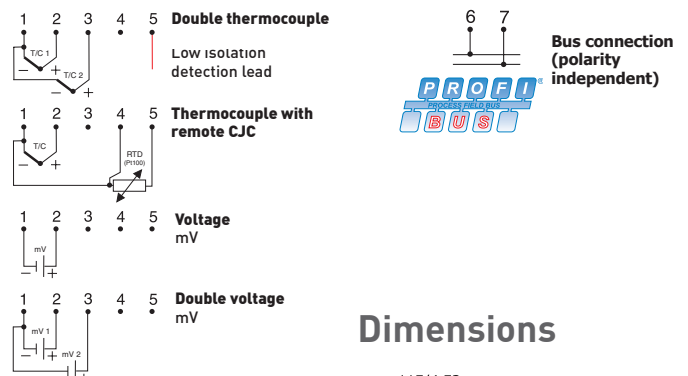 1 2 3 4 5 Double thermocouple
T/C 1
T/C 2
− +
− +
Low isolation
detection lead
1 2 3 4 5 Thermocouple with
remote CJC
T/C
− +
RTD
(Pt100)
1 2 3 4 5 Voltage
mV
mV
− +
1 2 3 4 5 Double voltage
mV
mV 1
− +
mV 2
6 7
Bus connection
(polarity
independent)
PROFI®
PROCESS FIELD BUS
BUS
Dimensions